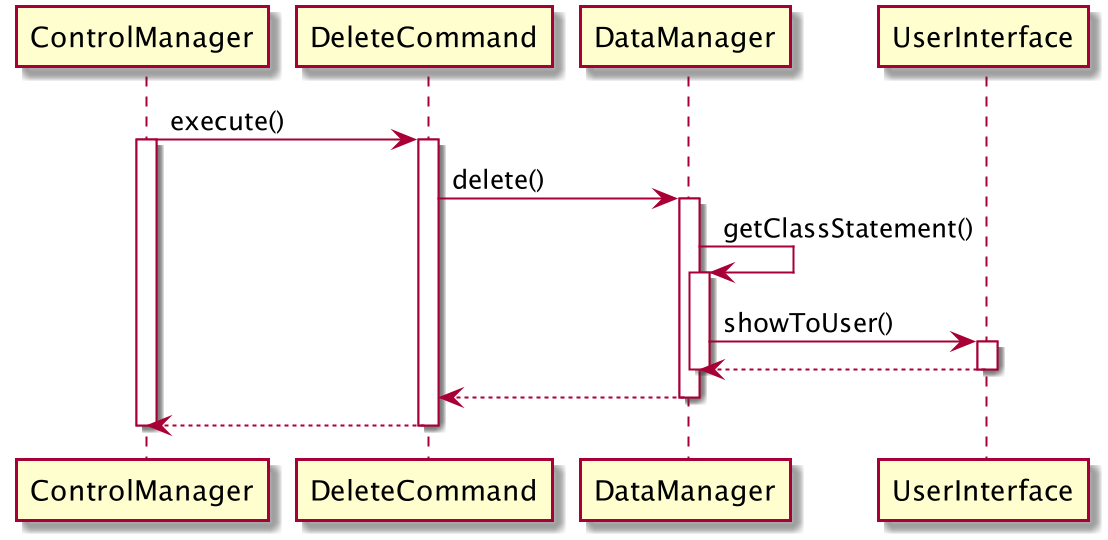 ControlManager
DeleteCommand
DataManager
UserInterface
execute()
delete()
getClassStatement()
showToUser()
ControlManager
DeleteCommand
DataManager
UserInterface